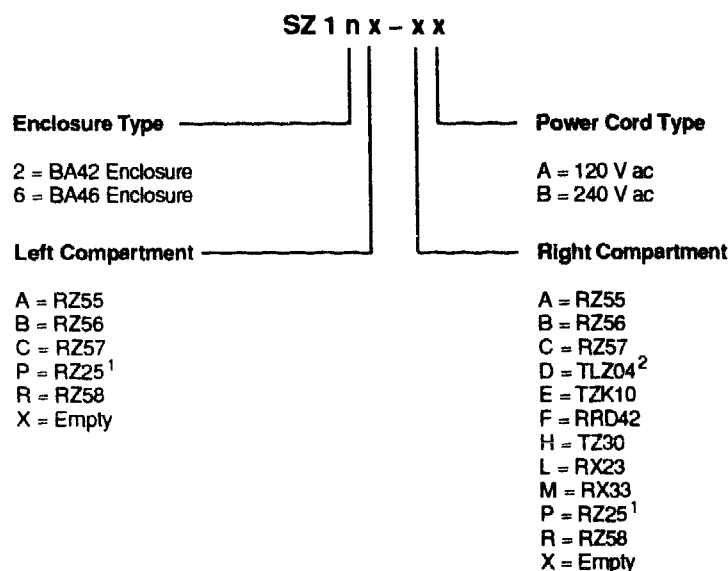 SZ 1 n x – x x
Enclosure Type
2 = BA42 Enclosure
6 = BA46 Enclosure
Power Cord Type
A = 120 V ac
B = 240 V ac
Left Compartment
A = RZ55
B = RZ56
C = RZ57
P = RZ25¹
R = RZ58
X = Empty
Right Compartment
A = RZ55
B = RZ56
C = RZ57
D = TLZ04²
E = TZK10
F = RRD42
H = TZ30
L = RX23
M = RX33
P = RZ25¹
R = RZ58
X = Empty